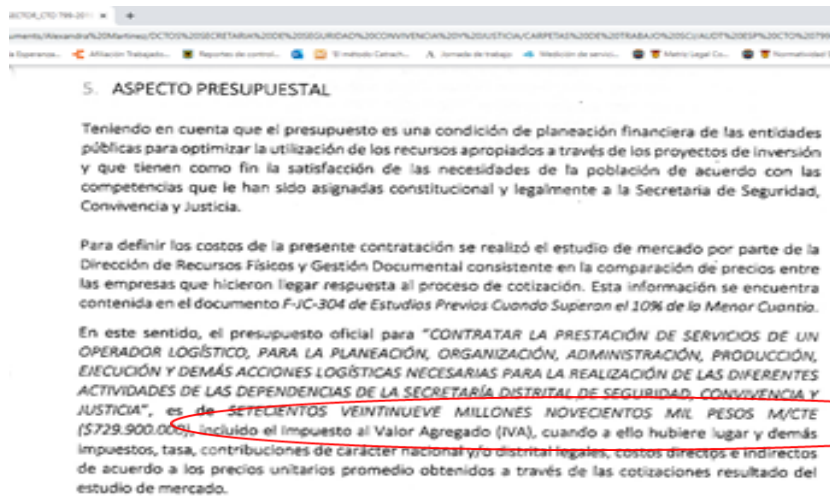 5. ASPECTO PRESUPUESTAL
Teniendo en cuenta que el presupuesto es una condición de planeación financiera de las entidades
públicas para optimizar la utilización de los recursos apropiados a través de los proyectos de inversión
y que tienen como fin la satisfacción de las necesidades de la población de acuerdo con las
competencias que le han sido asignadas constitucional y legalmente a la Secretaria de Seguridad,
Convivencia y Justicia.
Para definir los costos de la presente contratación se realizó el estudio de mercado por parte de la
Dirección de Recursos Físicos y Gestión Documental consistente en la comparación de precios entre
las empresas que hicieron llegar respuesta al proceso de cotización. Esta información se encuentra
contenida en el documento F-JC-304 de Estudios Previos Cuando Superan el 10% de la Menor Cuantía.
En este sentido, el presupuesto oficial para "CONTRATAR LA PRESTACIÓN DE SERVICIOS DE UN
OPERADOR LOGÍSTICO, PARA LA PLANEACIÓN, ORGANIZACIÓN, ADMINISTRACIÓN, PRODUCCIÓN,
EJECUCIÓN Y DEMÁS ACCIONES LOGÍSTICAS NECESARIAS PARA LA REALIZACIÓN DE LAS DIFERENTES
ACTIVIDADES DE LAS DEPENDENCIAS DE LA SECRETARÍA DISTRITAL DE SEGURIDAD, CONVIVENCIA Y
JUSTICIA", es de SETECIENTOS VEINTINUEVE MILLONES NOVECIENTOS MIL PESOS M/CTE
($729.900.000), incluido el Impuesto al Valor Agregado (IVA), cuando a ello hubiere lugar y demás
impuestos, tasa, contribuciones de carácter nacional y/o distrital legales, costos directos e indirectos
de acuerdo a los precios unitarios promedio obtenidos a través de las cotizaciones resultado del
estudio de mercado.